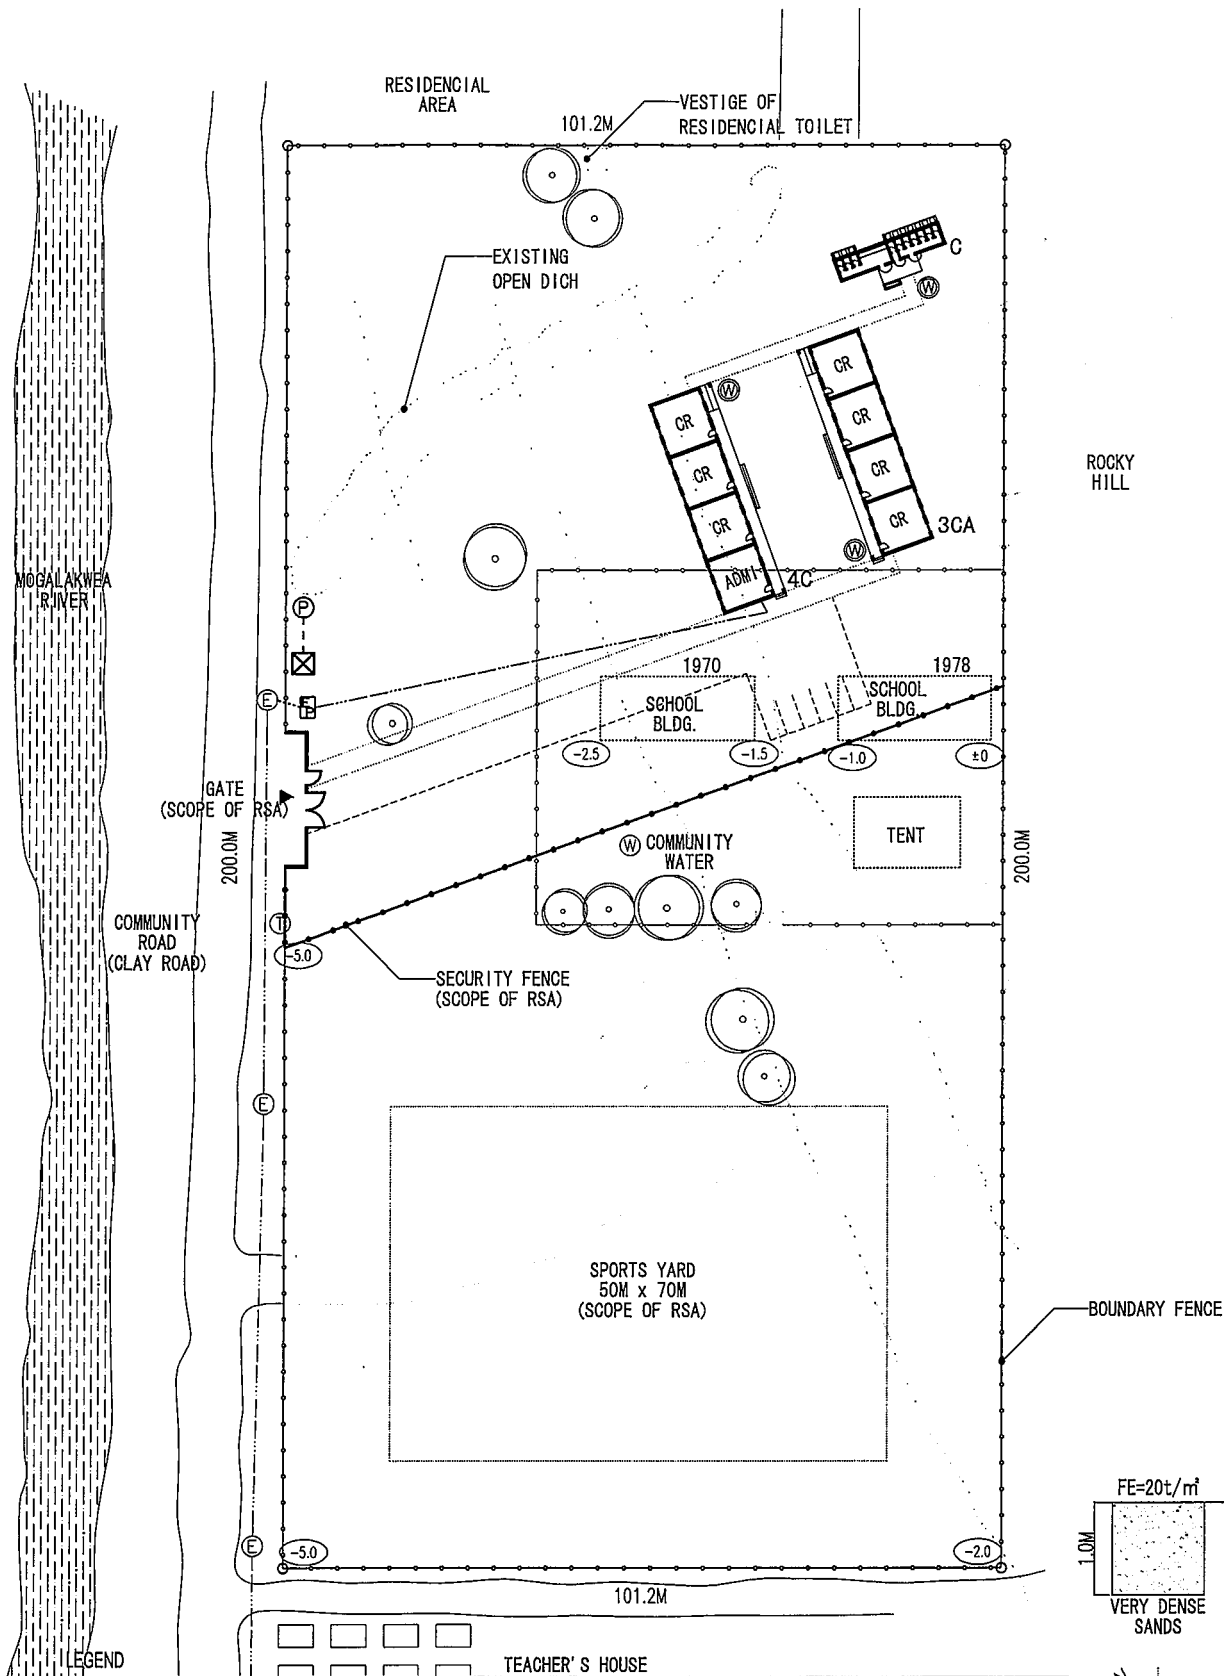 RESIDENCIAL
AREA
VESTIGE OF
RESIDENCIAL TOILET
101.2M
EXISTING
OPEN DICH
C
W
CR
CR
CR
CR
3CA
W
CR
CR
CR
ADMI
4C
W
ROCKY
HILL
MOGALAKWEA
RIVER
P
E
EP
1970
SCHOOL
BLDG.
1978
SCHOOL
BLDG.
-2.5
-1.5
-1.0
±0
GATE
(SCOPE OF RSA)
200.0M
W COMMUNITY
WATER
TENT
200.0M
T
COMMUNITY
ROAD
(CLAY ROAD)
-5.0
SECURITY FENCE
(SCOPE OF RSA)
E
SPORTS YARD
50M x 70M
(SCOPE OF RSA)
BOUNDARY FENCE
FE=20t/㎡
1.0M
VERY DENSE
SANDS
E
-5.0
-2.0
101.2M
LEGEND
TEACHER'S HOUSE